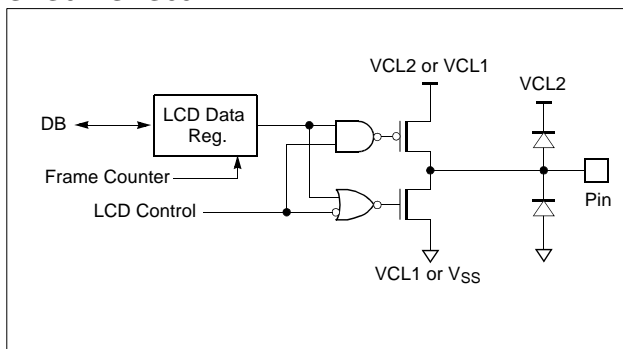 VCL2 or VCL1
VCL2
LCD Data
Reg.
DB
Frame Counter
LCD Control
Pin
VCL1 or VSS